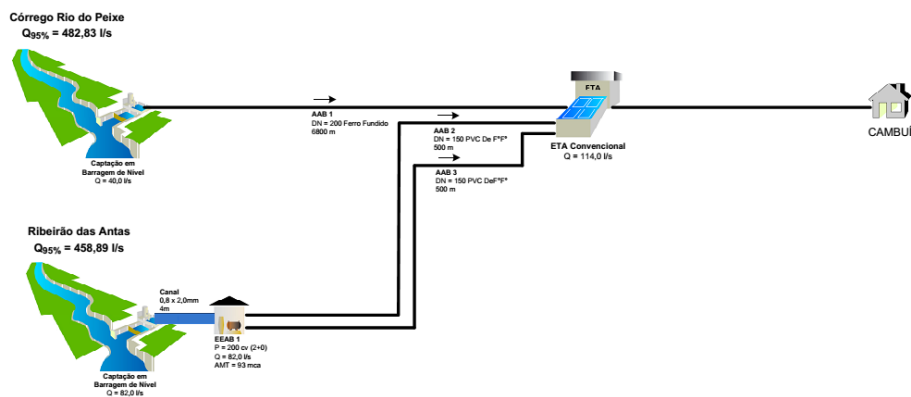 Córrego Rio do Peixe
Q95% = 482,83 l/s
Captação em
Barragem de Nível
Q = 40,0 l/s
AAB 1
DN = 200 Ferro Fundido
6800 m
AAB 2
DN = 150 PVC De FºFº
500 m
AAB 3
DN = 150 PVC DeFºFº
500 m
ETA
ETA Convencional
Q = 114,0 l/s
CAMBUÍ
Ribeirão das Antas
Q95% = 458,89 l/s
Captação em
Barragem de Nível
Q = 82,0 l/s
Canal
0,8 x 2,0mm
4m
EEAB 1
P = 200 cv (2+0)
Q = 82,0 l/s
AMT = 93 mca